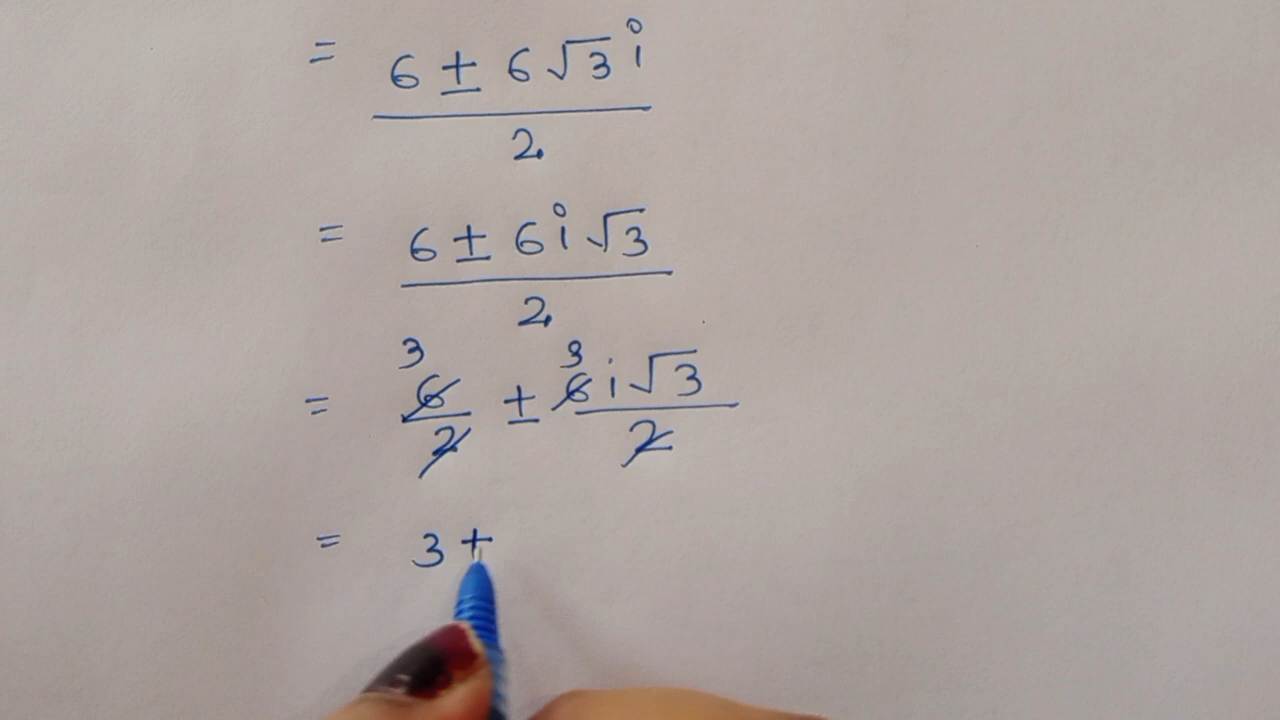 = 6 ± 6√3 i
2
= 6 ± 6i√3
2
3 3
= 6 ± 6i√3
2 2
= 3 +